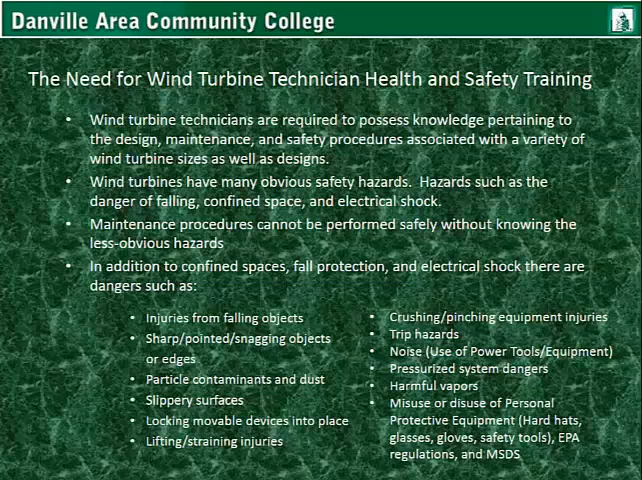 Danville Area Community College
The Need for Wind Turbine Technician Health and Safety Training
• Wind turbine technicians are required to possess knowledge pertaining to
the design, maintenance, and safety procedures associated with a variety of
wind turbine sizes as well as designs.
• Wind turbines have many obvious safety hazards.  Hazards such as the
danger of falling, confined space, and electrical shock.
• Maintenance procedures cannot be performed safely without knowing the
less-obvious hazards
• In addition to confined spaces, fall protection, and electrical shock there are
dangers such as:
• Injuries from falling objects
• Sharp/pointed/snagging objects
or edges
• Particle contaminants and dust
• Slippery surfaces
• Locking movable devices into place
• Lifting/straining injuries
• Crushing/pinching equipment injuries
• Trip hazards
• Noise (Use of Power Tools/Equipment)
• Pressurized system dangers
• Harmful vapors
• Misuse or disuse of Personal
Protective Equipment (Hard hats,
glasses, gloves, safety tools), EPA
regulations, and MSDS